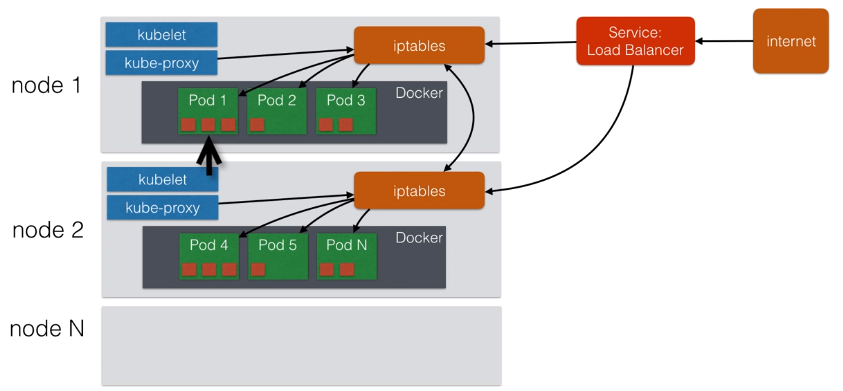 node 1
kubelet
kube-proxy
iptables
Service:
Load Balancer
internet
Docker
Pod 1
Pod 2
Pod 3
node 2
kubelet
kube-proxy
iptables
Docker
Pod 4
Pod 5
Pod N
node N